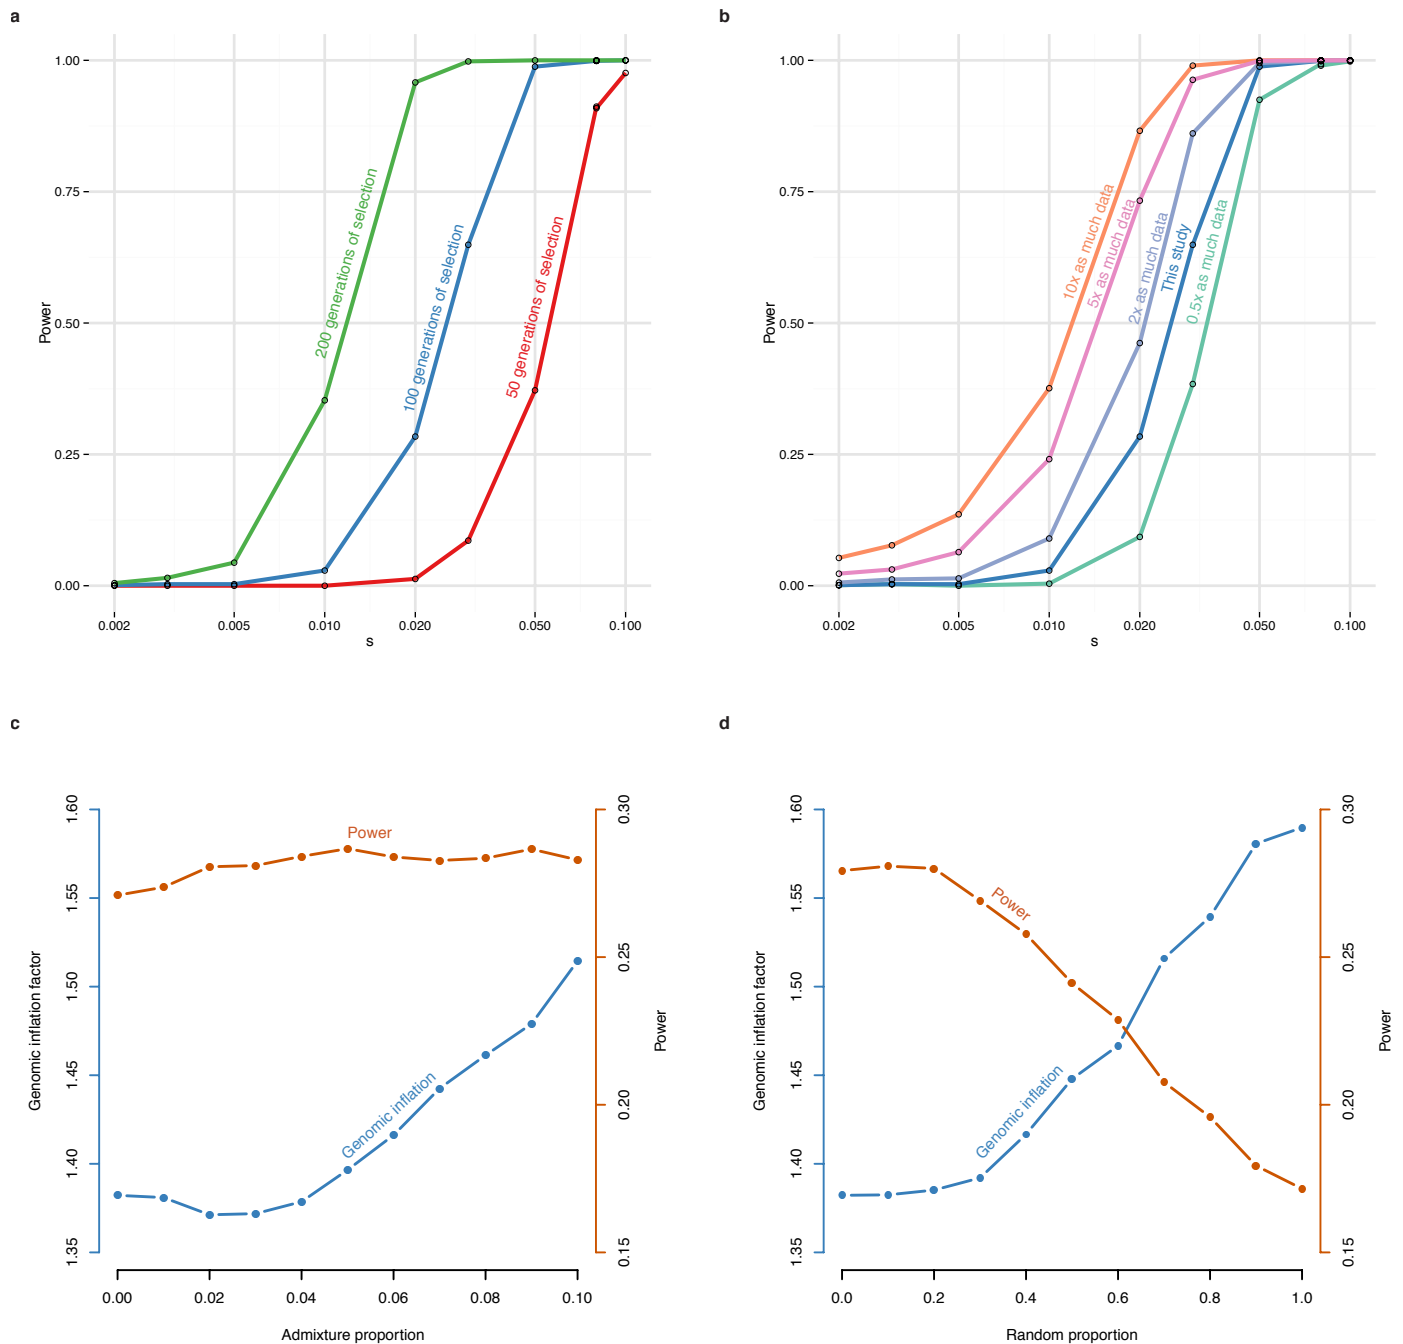 a
1.00
0.75
0.50
0.25
0.00
Power
200 generations of selection
100 generations of selection
50 generations of selection
0.002
0.005
0.010
0.020
0.050
0.100
s
b
1.00
0.75
0.50
0.25
0.00
Power
10x as much data
5x as much data
2x as much data
This study
0.5x as much data
0.002
0.005
0.010
0.020
0.050
0.100
s
c
1.60
1.55
1.50
1.45
1.40
1.35
Genomic inflation factor
Power
Genomic inflation
0.30
0.25
0.20
0.15
Power
0.00
0.02
0.04
0.06
0.08
0.10
Admixture proportion
d
1.60
1.55
1.50
1.45
1.40
1.35
Genomic inflation factor
Power
Genomic inflation
0.30
0.25
0.20
0.15
Power
0.0
0.2
0.4
0.6
0.8
1.0
Random proportion